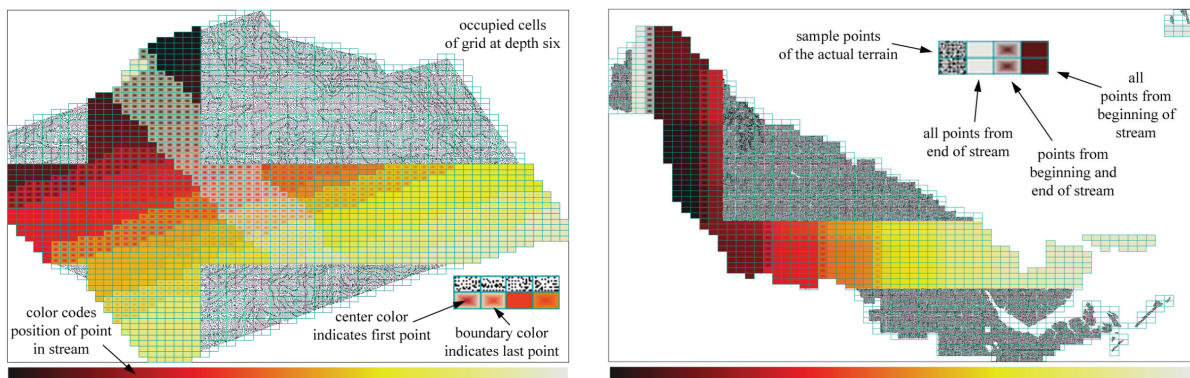 occupied cells
of grid at depth six
center color
indicates first point
boundary color
indicates last point
color codes
position of point
in stream
sample points
of the actual terrain
all points from
end of stream
points from
beginning and
end of stream
all
points from
beginning of
stream